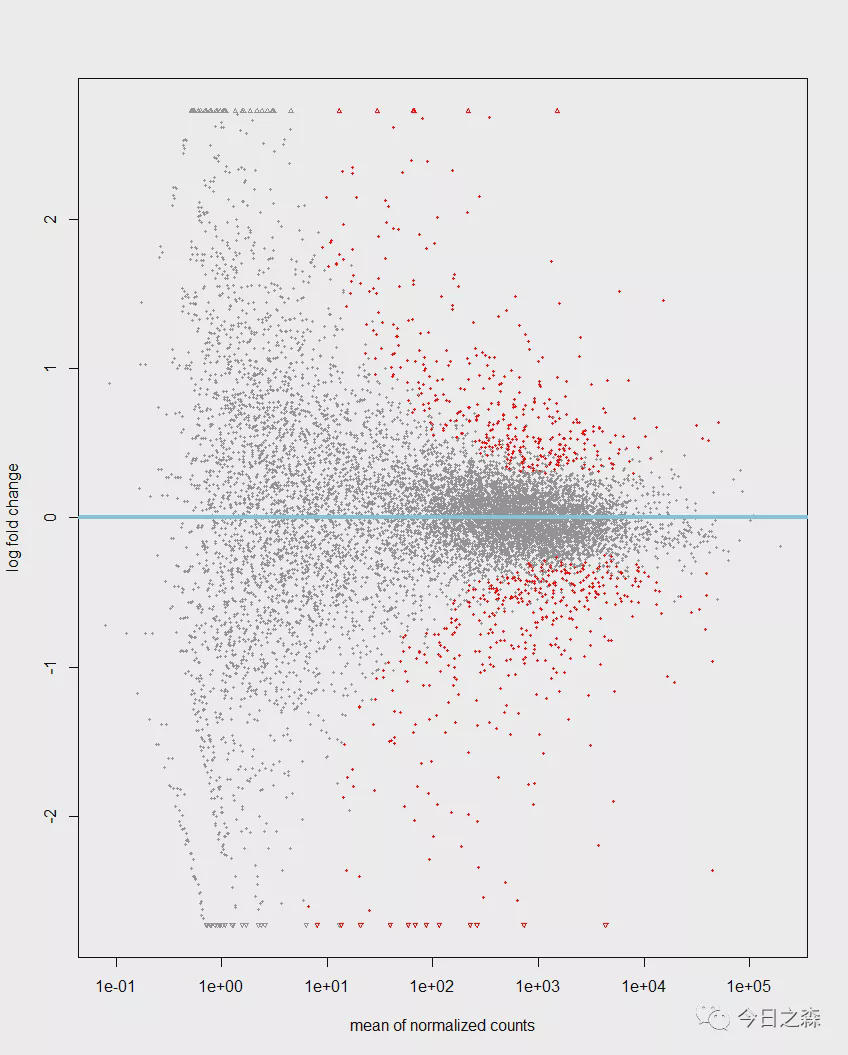 2
1
0
-1
-2
log fold change
1e-01 1e+00 1e+01 1e+02 1e+03 1e+04 1e+05
mean of normalized counts
今日之森